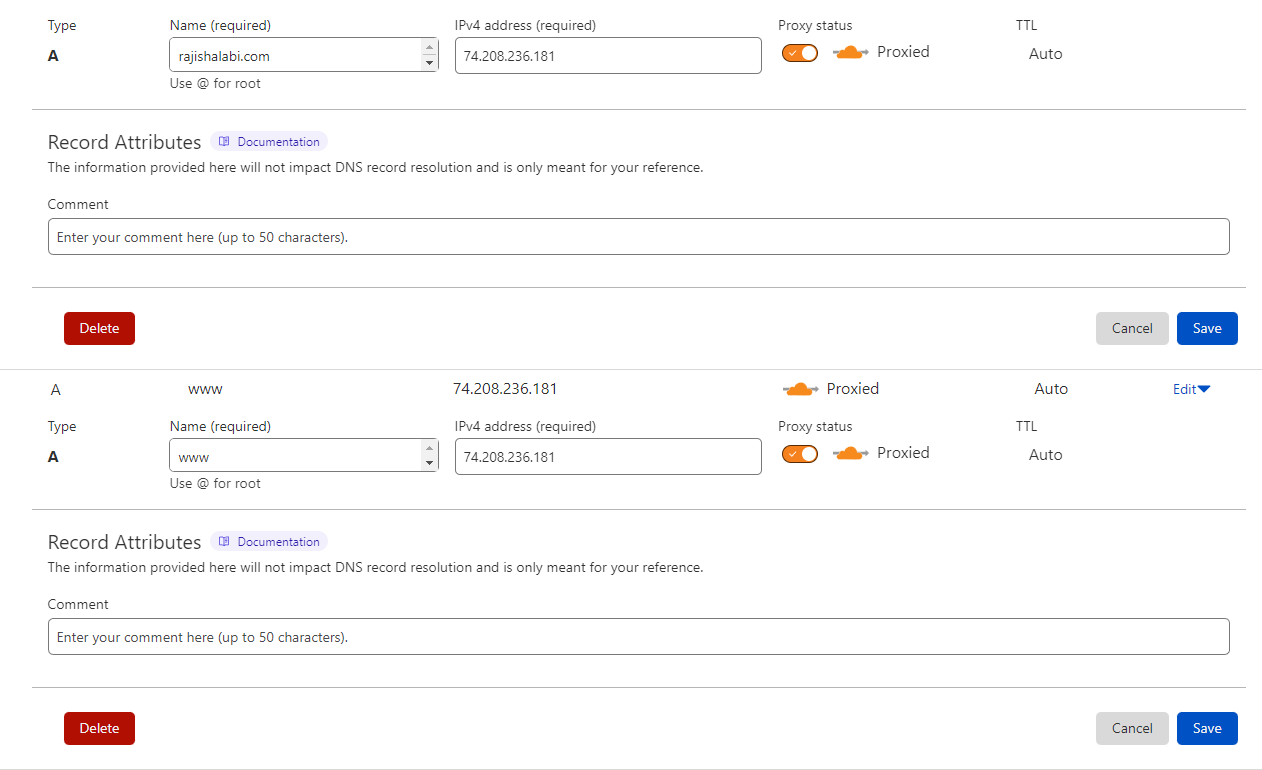 Type Name (required) IPv4 address (required) Proxy status TTL
A rajishalabi.com 74.208.236.181 Proxied Auto
Use @ for root
Record Attributes Documentation
The information provided here will not impact DNS record resolution and is only meant for your reference.
Comment
Enter your comment here (up to 50 characters).
Delete Cancel Save
A www 74.208.236.181 Proxied Auto Edit
Type Name (required) IPv4 address (required) Proxy status TTL
A www 74.208.236.181 Proxied Auto
Use @ for root
Record Attributes Documentation
The information provided here will not impact DNS record resolution and is only meant for your reference.
Comment
Enter your comment here (up to 50 characters).
Delete Cancel Save